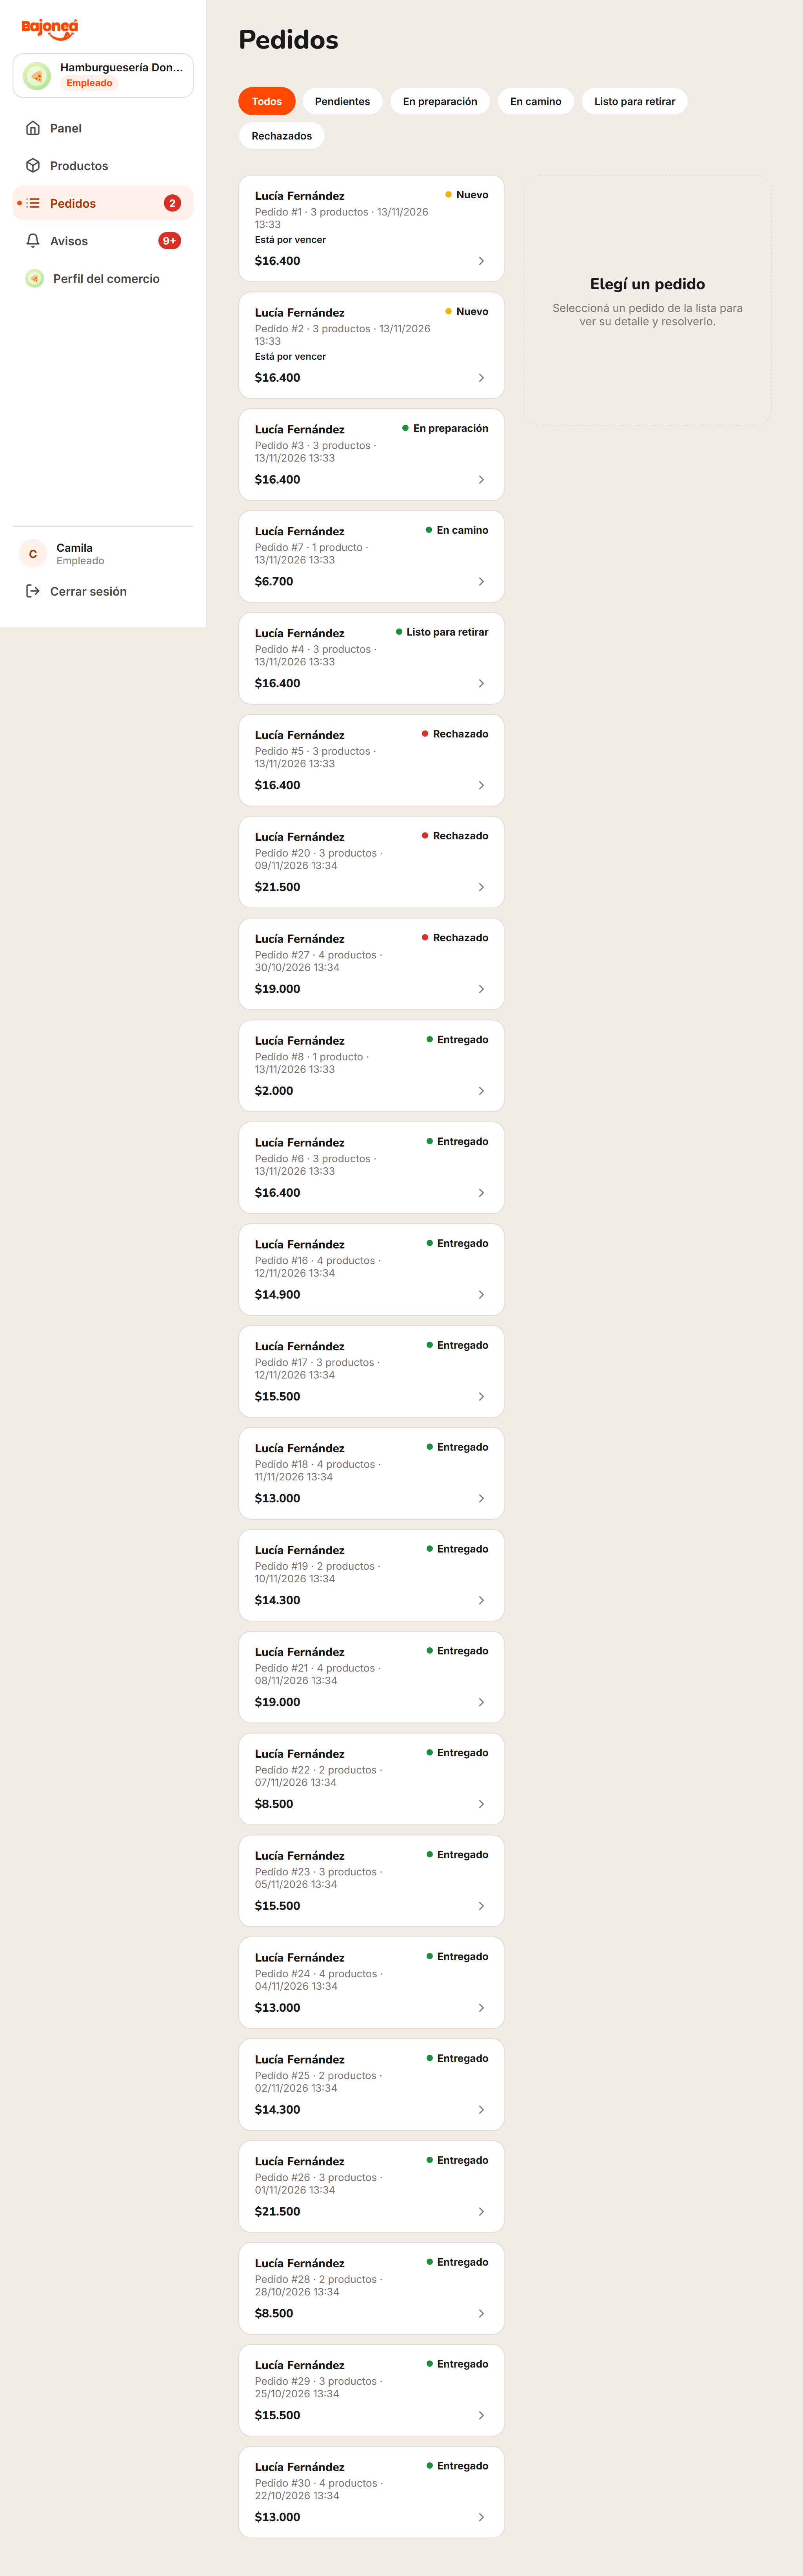 Bajoneá
Hamburguesería Don...
Empleado
Panel
Productos
Pedidos
2
Avisos
9+
Perfil del comercio
C
Camila
Empleado
Cerrar sesión
Pedidos
Todos
Pendientes
En preparación
En camino
Listo para retirar
Rechazados
Lucía Fernández
Nuevo
Pedido #1 · 3 productos · 13/11/2026
13:33
Está por vencer
$16.400
Lucía Fernández
Nuevo
Pedido #2 · 3 productos · 13/11/2026
13:33
Está por vencer
$16.400
Lucía Fernández
En preparación
Pedido #3 · 3 productos ·
13/11/2026 13:33
$16.400
Lucía Fernández
En camino
Pedido #7 · 1 producto ·
13/11/2026 13:33
$6.700
Lucía Fernández
Listo para retirar
Pedido #4 · 3 productos ·
13/11/2026 13:33
$16.400
Lucía Fernández
Rechazado
Pedido #5 · 3 productos ·
13/11/2026 13:33
$16.400
Lucía Fernández
Rechazado
Pedido #20 · 3 productos ·
09/11/2026 13:34
$21.500
Lucía Fernández
Rechazado
Pedido #27 · 4 productos ·
30/10/2026 13:34
$19.000
Lucía Fernández
Entregado
Pedido #8 · 1 producto ·
13/11/2026 13:33
$2.000
Lucía Fernández
Entregado
Pedido #6 · 3 productos ·
13/11/2026 13:33
$16.400
Lucía Fernández
Entregado
Pedido #16 · 4 productos ·
12/11/2026 13:34
$14.900
Lucía Fernández
Entregado
Pedido #17 · 3 productos ·
12/11/2026 13:34
$15.500
Lucía Fernández
Entregado
Pedido #18 · 4 productos ·
11/11/2026 13:34
$13.000
Lucía Fernández
Entregado
Pedido #19 · 2 productos ·
10/11/2026 13:34
$14.300
Lucía Fernández
Entregado
Pedido #21 · 4 productos ·
08/11/2026 13:34
$19.000
Lucía Fernández
Entregado
Pedido #22 · 2 productos ·
07/11/2026 13:34
$8.500
Lucía Fernández
Entregado
Pedido #23 · 3 productos ·
05/11/2026 13:34
$15.500
Lucía Fernández
Entregado
Pedido #24 · 4 productos ·
04/11/2026 13:34
$13.000
Lucía Fernández
Entregado
Pedido #25 · 2 productos ·
02/11/2026 13:34
$14.300
Lucía Fernández
Entregado
Pedido #26 · 3 productos ·
01/11/2026 13:34
$21.500
Lucía Fernández
Entregado
Pedido #28 · 2 productos ·
28/10/2026 13:34
$8.500
Lucía Fernández
Entregado
Pedido #29 · 3 productos ·
25/10/2026 13:34
$15.500
Lucía Fernández
Entregado
Pedido #30 · 4 productos ·
22/10/2026 13:34
$13.000
Elegí un pedido
Seleccioná un pedido de la lista para
ver su detalle y resolverlo.